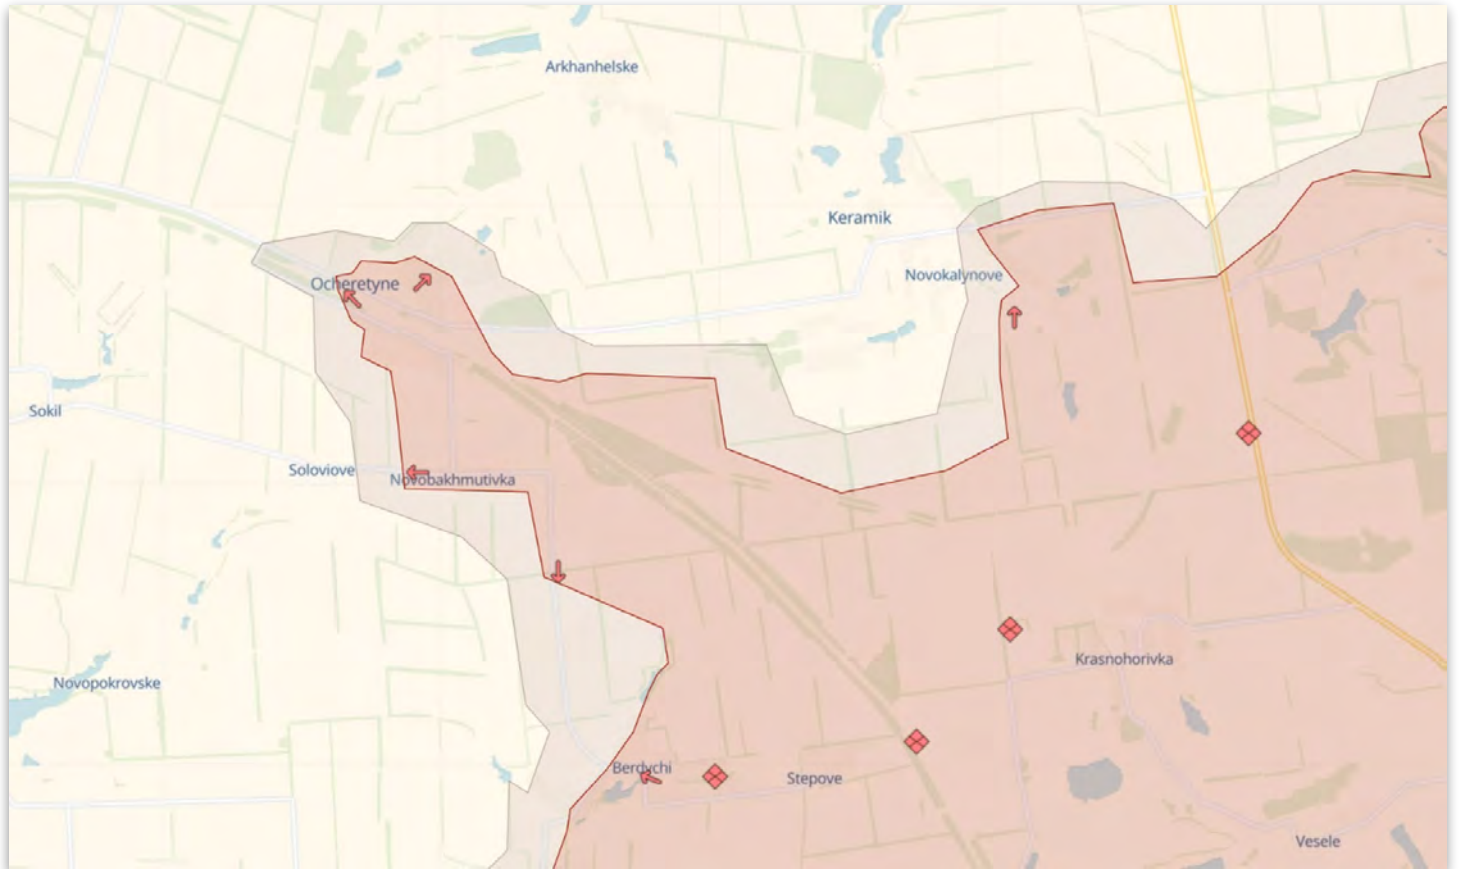 Arkhanhelske
Keramik
Novokalynove
Ocheretyne
Sokil
Soloviove
Novobakhmutivka
Krasnohorivka
Novopokrovske
Berdychi
Stepove
Vesele